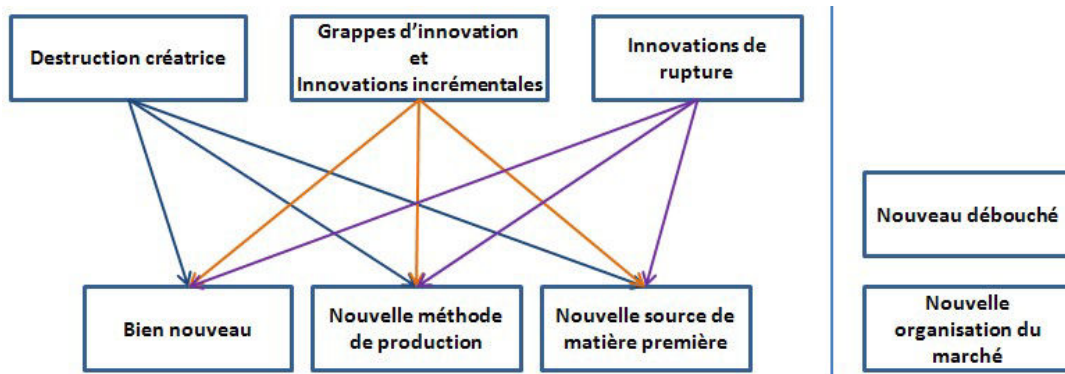 Destruction créatrice
Grappes d'innovation
et
Innovations incrémentales
Innovations de
rupture
Nouveau débouché
Bien nouveau
Nouvelle méthode
de production
Nouvelle source de
matière première
Nouvelle
organisation du
marché